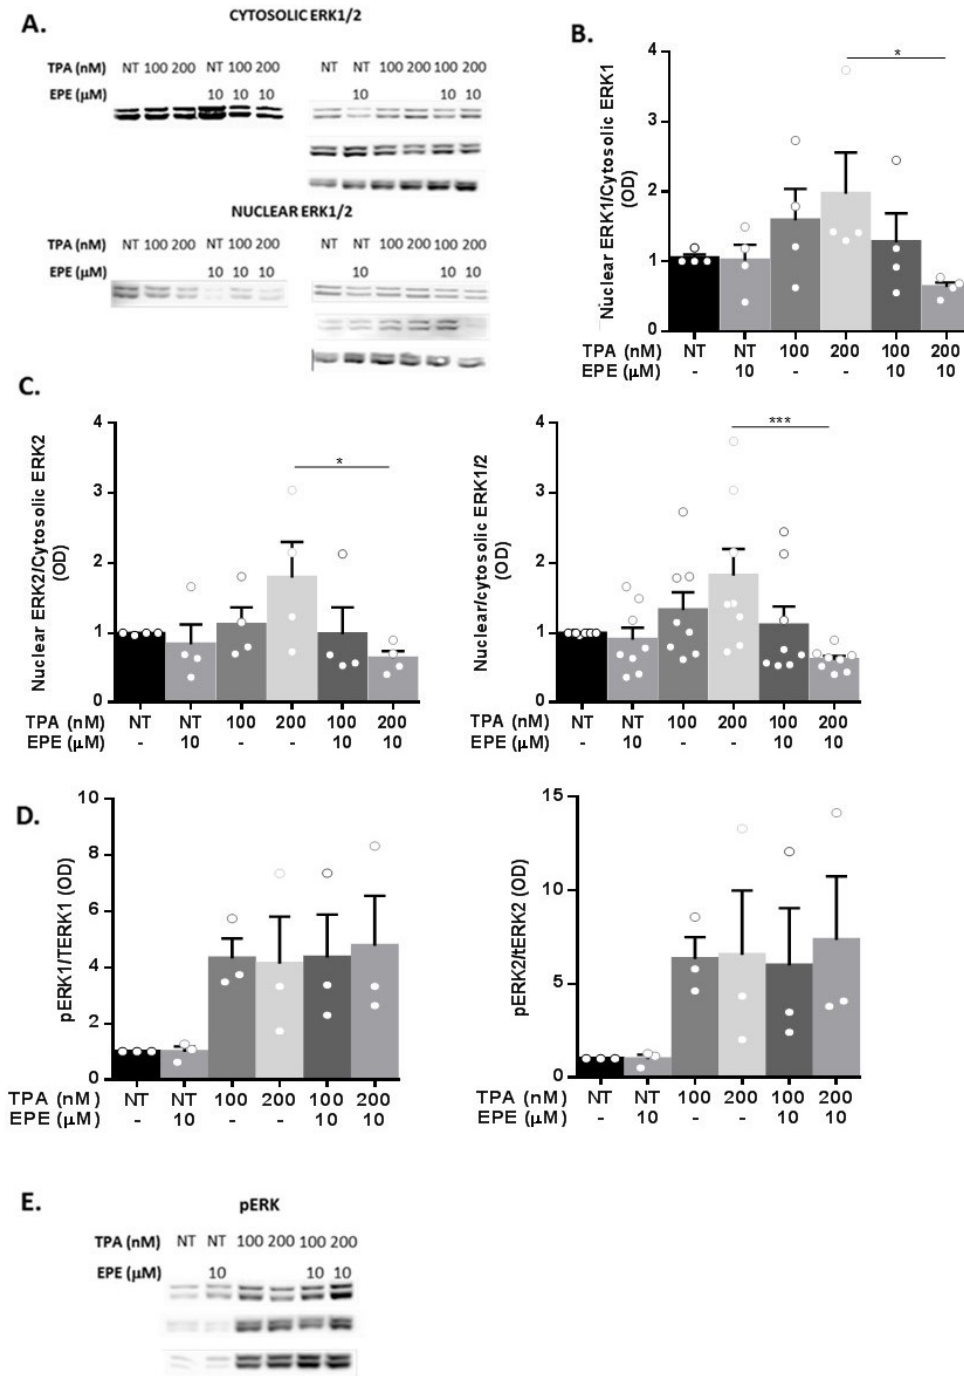 A.
CYTOSOLIC ERK1/2
TPA (nM) NT 100 200 NT 100 200
EPE (μM) 10 10 10
NT NT 100 200 100 200
10 10 10
NUCLEAR ERK1/2
TPA (nM) NT 100 200 NT 100 200
EPE (μM) 10 10 10
NT NT 100 200 100 200
10 10 10
B.
Nuclear ERK1/Cytosolic ERK1
(OD)
4
3
2
1
0
*
TPA (nM) NT NT 100 200 100 200
EPE (μM) - 10 - - 10 10
C.
Nuclear ERK2/Cytosolic ERK2
(OD)
4
3
2
1
0
*
TPA (nM) NT NT 100 200 100 200
EPE (μM) - 10 - - 10 10
Nuclear/cytosolic ERK1/2
(OD)
4
3
2
1
0
***
TPA (nM) NT NT 100 200 100 200
EPE (μM) - 10 - - 10 10
D.
pERK1/TERK1 (OD)
10
8
6
4
2
0
TPA (nM) NT NT 100 200 100 200
EPE (μM) - 10 - - 10 10
pERK2/tERK2 (OD)
15
10
5
0
TPA (nM) NT NT 100 200 100 200
EPE (μM) - 10 - - 10 10
E.
pERK
TPA (nM) NT NT 100 200 100 200
EPE (μM) 10 10 10